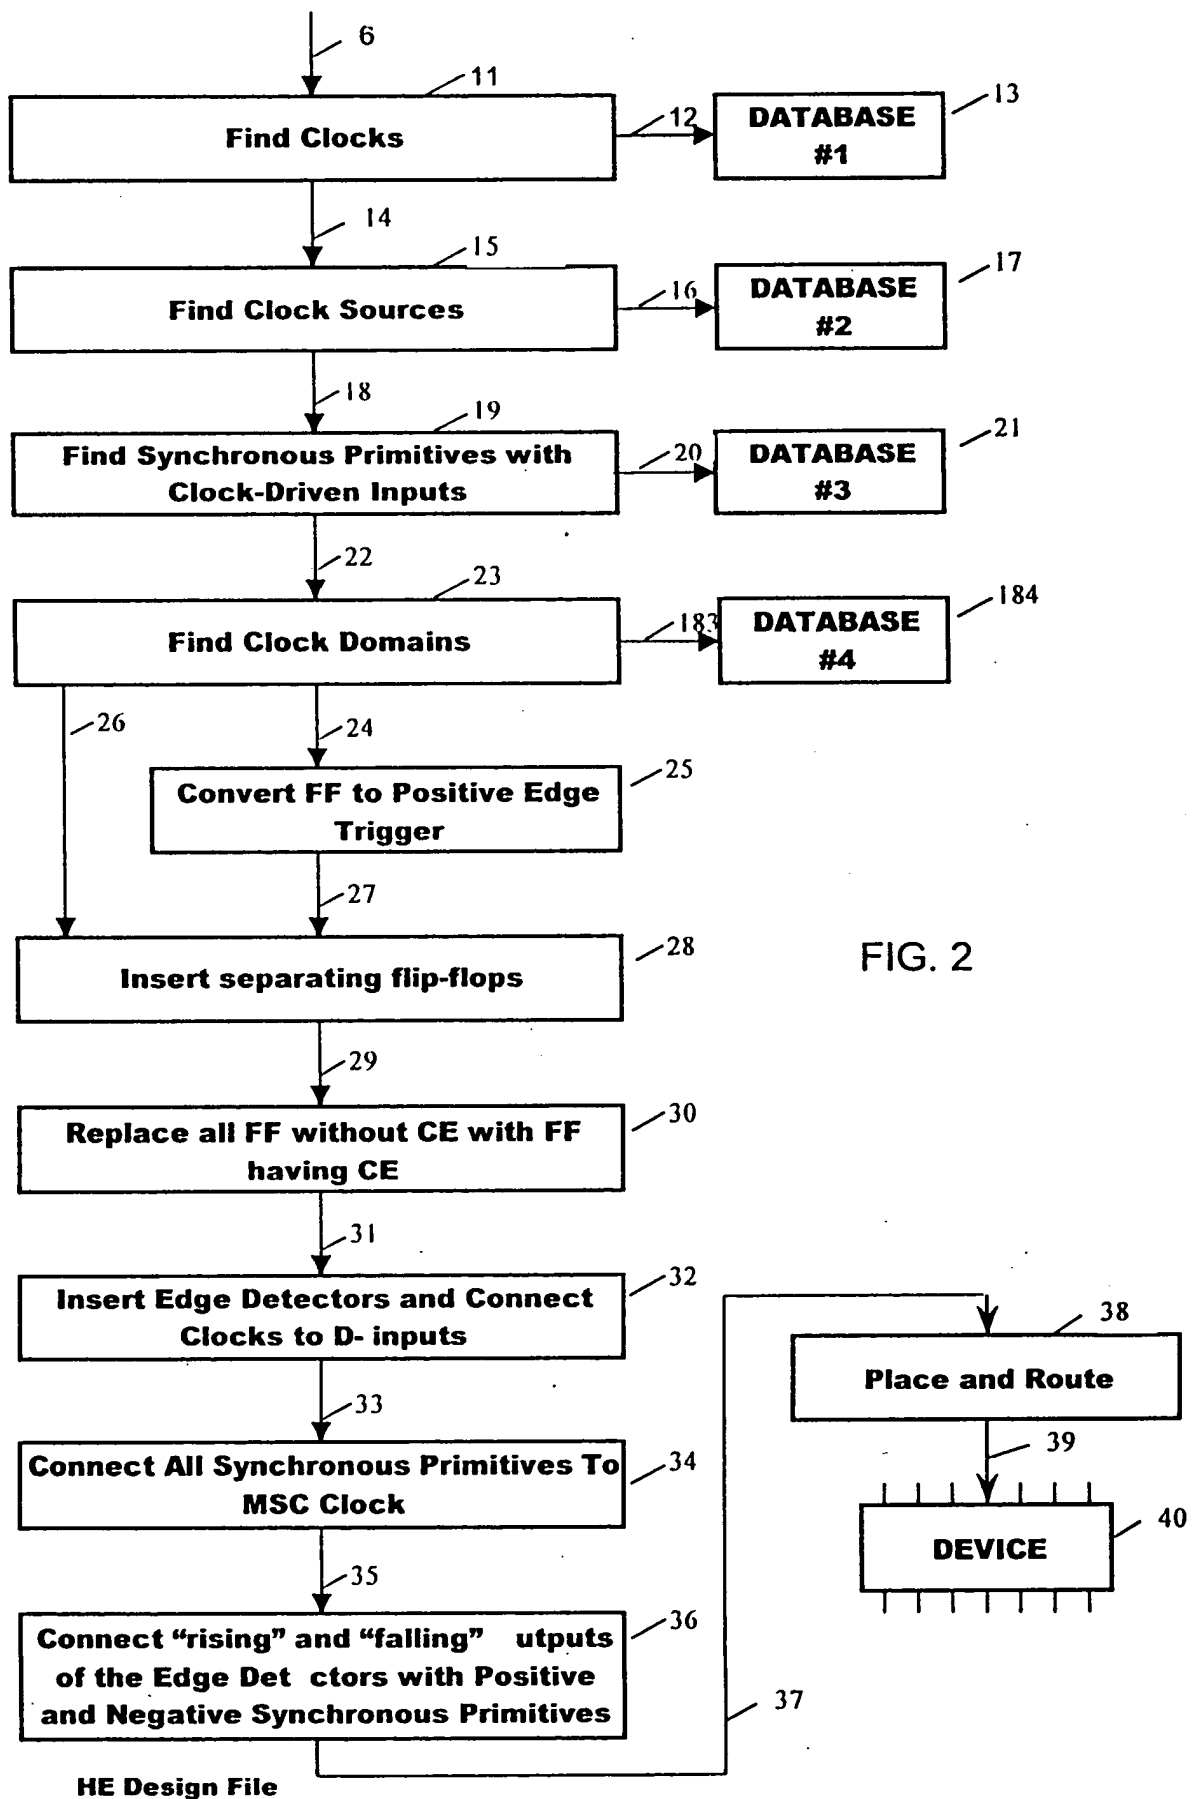 6
11
Find Clocks
12
DATABASE
#1
13
14
15
Find Clock Sources
16
DATABASE
#2
17
18
19
Find Synchronous Primitives with
Clock-Driven Inputs
20
DATABASE
#3
21
22
23
Find Clock Domains
183
DATABASE
#4
184
26
24
25
Convert FF to Positive Edge
Trigger
27
28
Insert separating flip-flops
FIG. 2
29
30
Replace all FF without CE with FF
having CE
31
32
Insert Edge Detectors and Connect
Clocks to D- inputs
33
34
Connect All Synchronous Primitives To
MSC Clock
35
36
Connect “rising” and “falling” utputs
of the Edge Det ctors with Positive
and Negative Synchronous Primitives
37
38
Place and Route
39
DEVICE
40
HE Design File